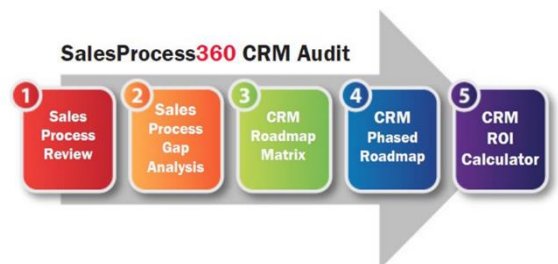 SalesProcess360 CRM Audit
1
Sales
Process
Review
2
Sales
Process
Gap
Analysis
3
CRM
Roadmap
Matrix
4
CRM
Phased
Roadmap
5
CRM
ROI
Calculator